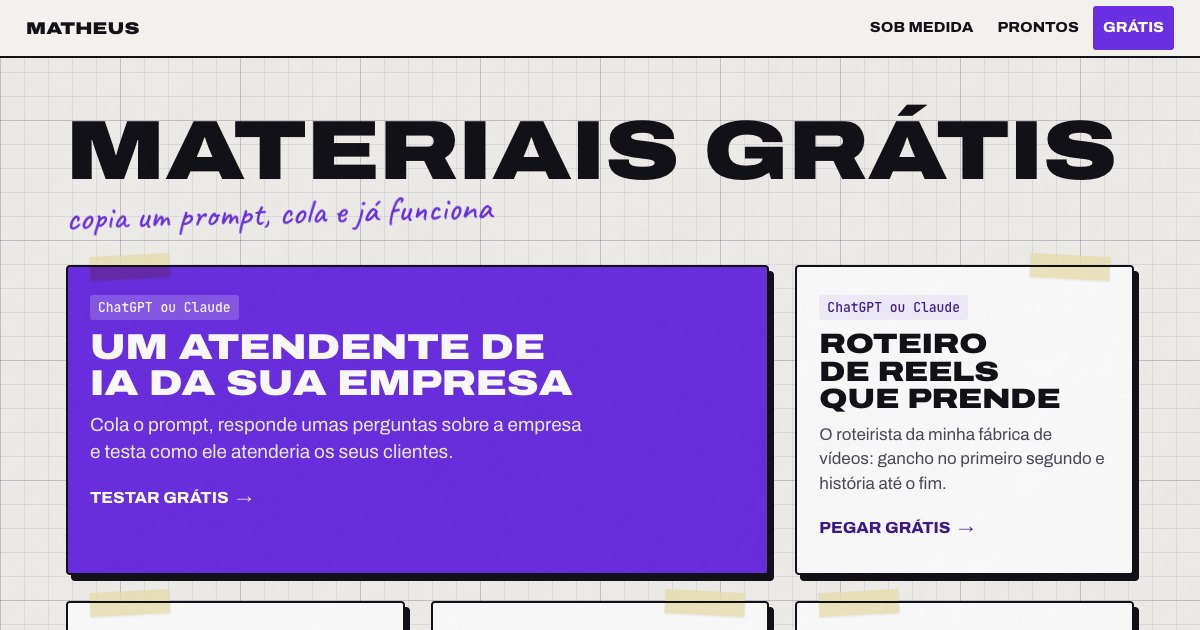 MATHEUS
SOB MEDIDA
PRONTOS
GRÁTIS
MATERIAIS GRÁTIS
copia um prompt, cola e já funciona
ChatGPT ou Claude
UM ATENDENTE DE
IA DA SUA EMPRESA
Cola o prompt, responde umas perguntas sobre a empresa
e testa como ele atenderia os seus clientes.
TESTAR GRÁTIS →
ChatGPT ou Claude
ROTEIRO
DE REELS
QUE PRENDE
O roteirista da minha fábrica de
vídeos: gancho no primeiro segundo e
história até o fim.
PEGAR GRÁTIS →